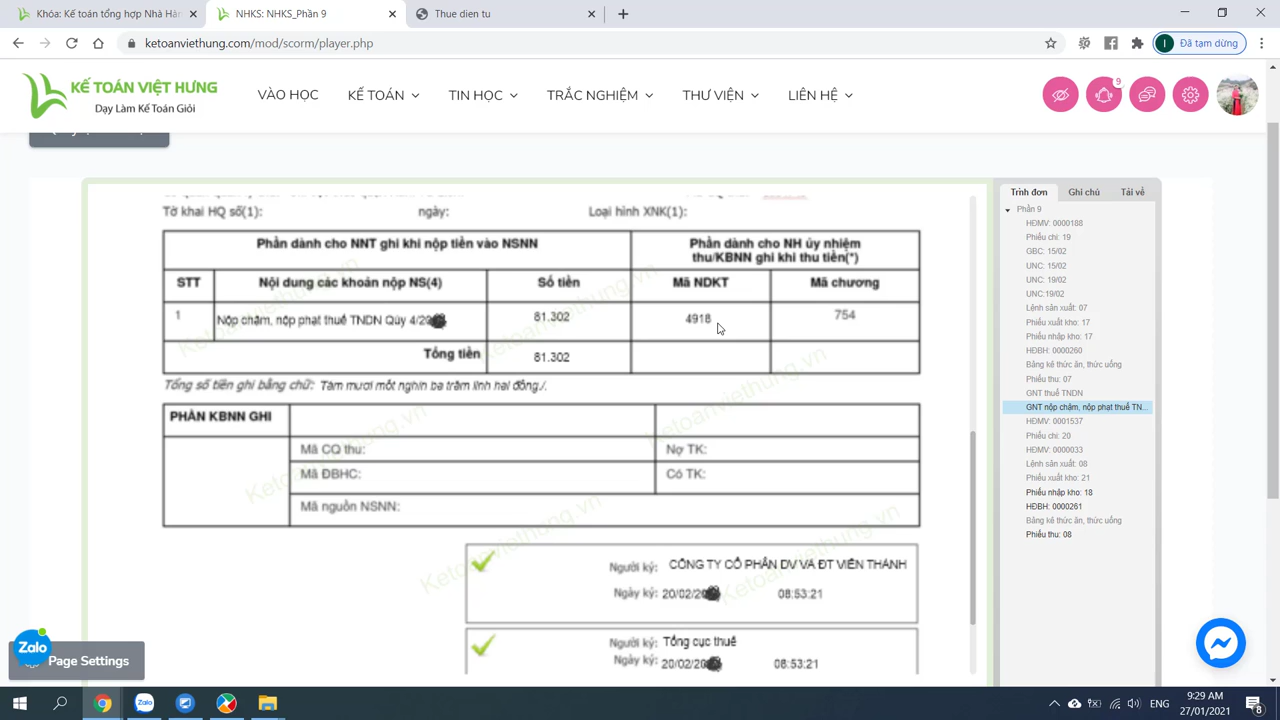 Khóa: Kế toán tổng hợp Nhà Hàn
NHKS: NHKS_Phần 9
Thue dien tu
ketoanviethung.com/mod/scorm/player.php
Đã tạm dừng
KẾ TOÁN VIỆT HƯNG
Dạy Làm Kế Toán Giỏi
VÀO HỌC
KẾ TOÁN
TIN HỌC
TRẮC NGHIỆM
THƯ VIỆN
LIÊN HỆ
9
Tờ khai HQ số(1): ngày: Loại hình XNK(1):
Phần dành cho NNT ghi khi nộp tiền vào NSNN
Phần dành cho NH ủy nhiệm
thu/KBNN ghi khi thu tiền(*)
STT Nội dung các khoản nộp NS(4) Số tiền Mã NDKT Mã chương
1 Nộp chậm, nộp phạt thuế TNDN Qúy 4/20 81.302 4918 754
Tổng tiền 81.302
Tổng số tiền ghi bằng chữ: Tám mươi một nghìn ba trăm linh hai đồng./.
PHẦN KBNN GHI
Mã CQ thu: Nợ TK:
Mã ĐBHC: Có TK:
Mã nguồn NSNN:
Người ký: CÔNG TY CỔ PHẦN DV VÀ ĐT VIÊN THÀNH
Ngày ký: 20/02/20 08:53:21
Người ký: Tổng cục thuế
Ngày ký: 20/02/20 08:53:21
Ketoanviethung.vn
Trình đơn
Ghi chú
Tải về
Phần 9
HĐMV: 0000188
Phiếu chi: 19
GBC: 15/02
UNC: 15/02
UNC: 19/02
UNC:19/02
Lệnh sản xuất: 07
Phiếu xuất kho: 17
Phiếu nhập kho: 17
HĐBH: 0000260
Bảng kê thức ăn, thức uống
Phiếu thu: 07
GNT thuế TNDN
GNT nộp chậm, nộp phạt thuế TN...
HĐMV: 0001537
Phiếu chi: 20
HĐMV: 0000033
Lệnh sản xuất: 08
Phiếu xuất kho: 21
Phiếu nhập kho: 18
HĐBH: 0000261
Bảng kê thức ăn, thức uống
Phiếu thu: 08
Zalo
Page Settings
Zalo
ENG
9:29 AM
27/01/2021
8